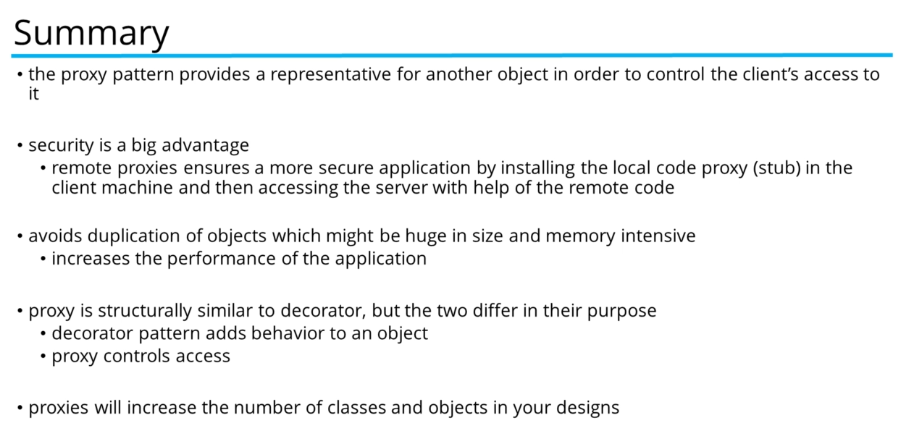 Summary
• the proxy pattern provides a representative for another object in order to control the client's access to
it
• security is a big advantage
• remote proxies ensures a more secure application by installing the local code proxy (stub) in the
client machine and then accessing the server with help of the remote code
• avoids duplication of objects which might be huge in size and memory intensive
• increases the performance of the application
• proxy is structurally similar to decorator, but the two differ in their purpose
• decorator pattern adds behavior to an object
• proxy controls access
• proxies will increase the number of classes and objects in your designs